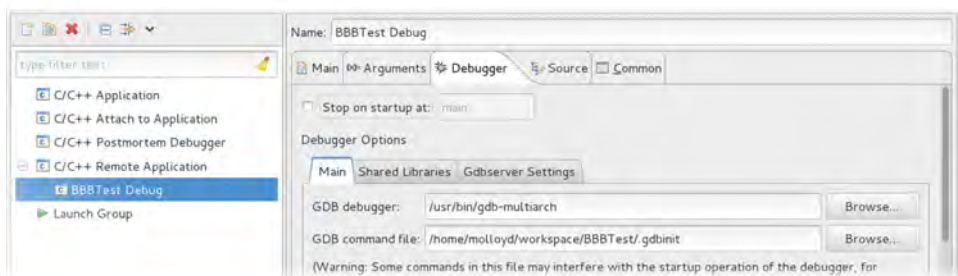 Name: BBBTest Debug
type filter text
Main Arguments Debugger Source Common
C/C++ Application
C/C++ Attach to Application
C/C++ Postmortem Debugger
C/C++ Remote Application
BBBTest Debug
Launch Group
Stop on startup at: main
Debugger Options
Main Shared Libraries Gdbserver Settings
GDB debugger: /usr/bin/gdb-multiarch Browse...
GDB command file: /home/molloyd/workspace/BBBTest/.gdbinit Browse...
(Warning: Some commands in this file may interfere with the startup operation of the debugger, for